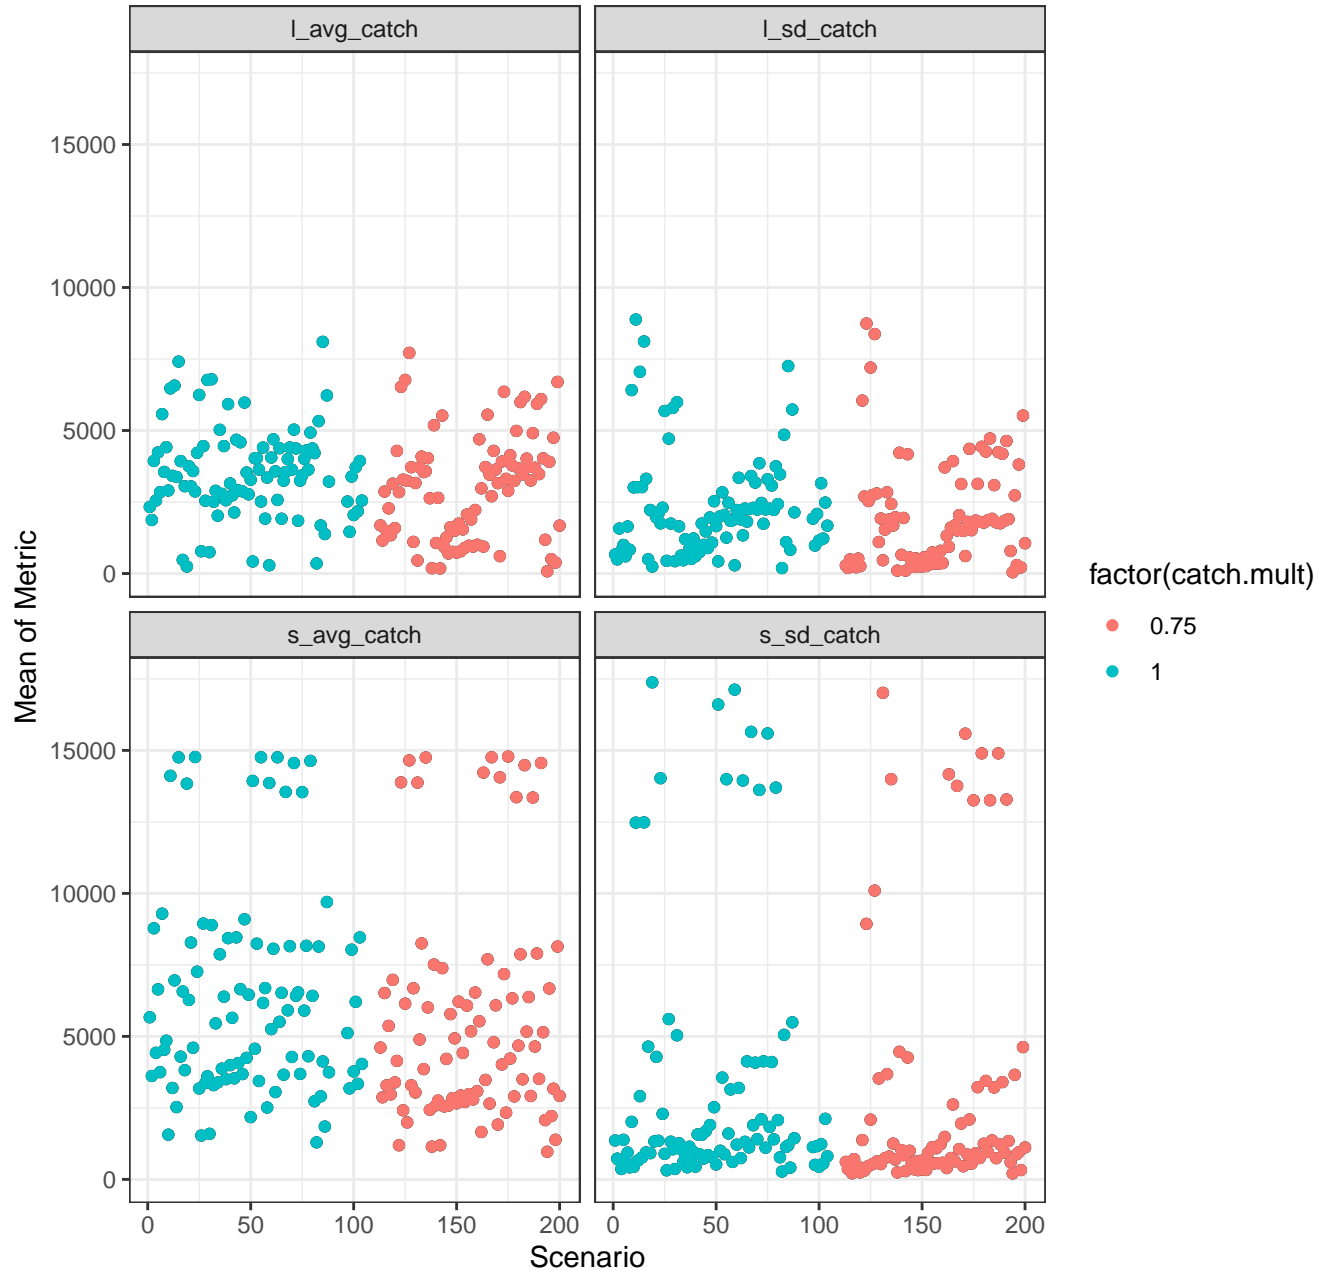 l_avg_catch
l_sd_catch
15000
10000
5000
0
s_avg_catch
s_sd_catch
15000
10000
5000
0
0 50 100 150 200
0 50 100 150 200
Scenario
Mean of Metric
factor(catch.mult)
0.75
1